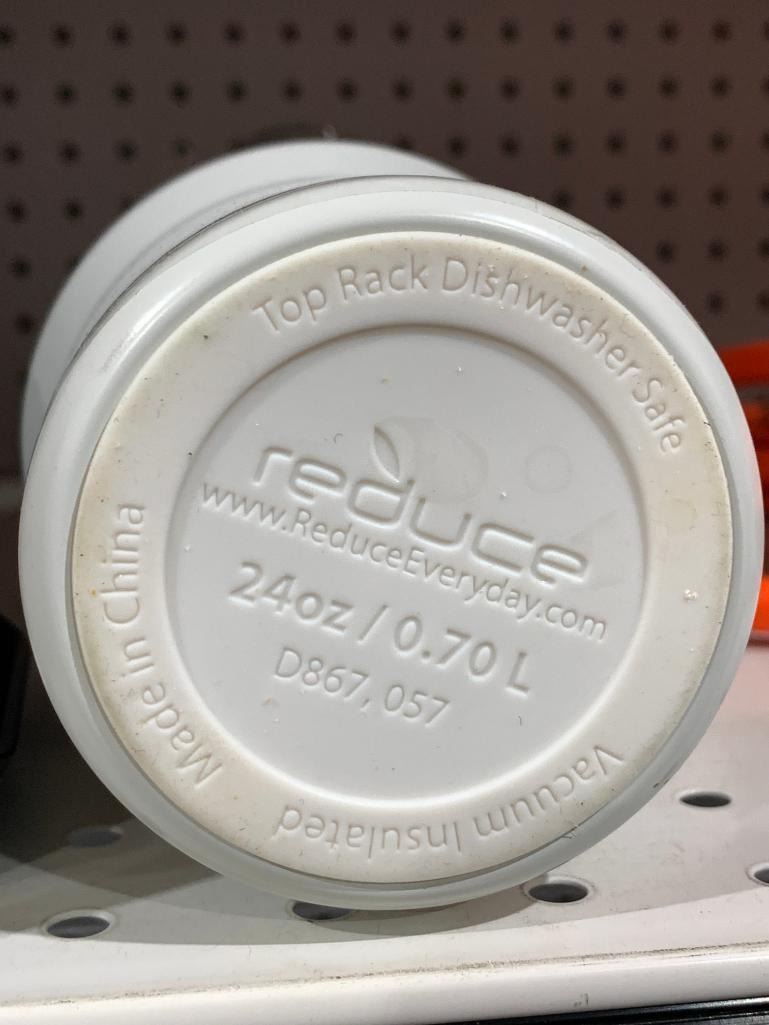 Top Rack Dishwasher Safe
reduce
www.ReduceEveryday.com
24oz / 0.70 L
D867, 057
Made in China
Vacuum Insulated